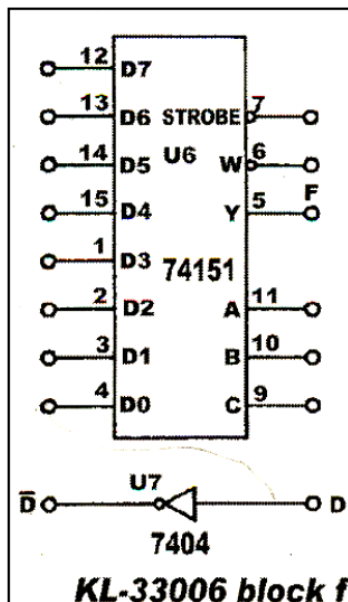 12 D7
13 D6 STROBE 7
14 D5 U6 W 6
15 D4 Y 5 F
1 D3
74151
2 D2 A 11
3 D1 B 10
4 D0 C 9
U7
D̅ D
7404
KL-33006 block f